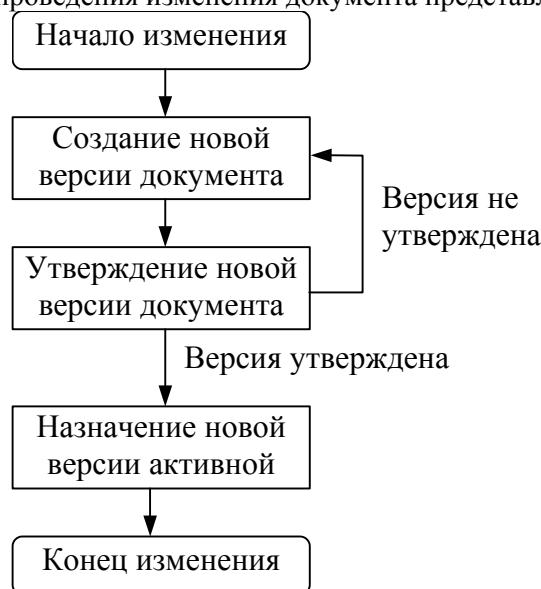 проведения изменения документа представл
Начало изменения
Создание новой
версии документа
Версия не
утверждена
Утверждение новой
версии документа
Версия утверждена
Назначение новой
версии активной
Конец изменения